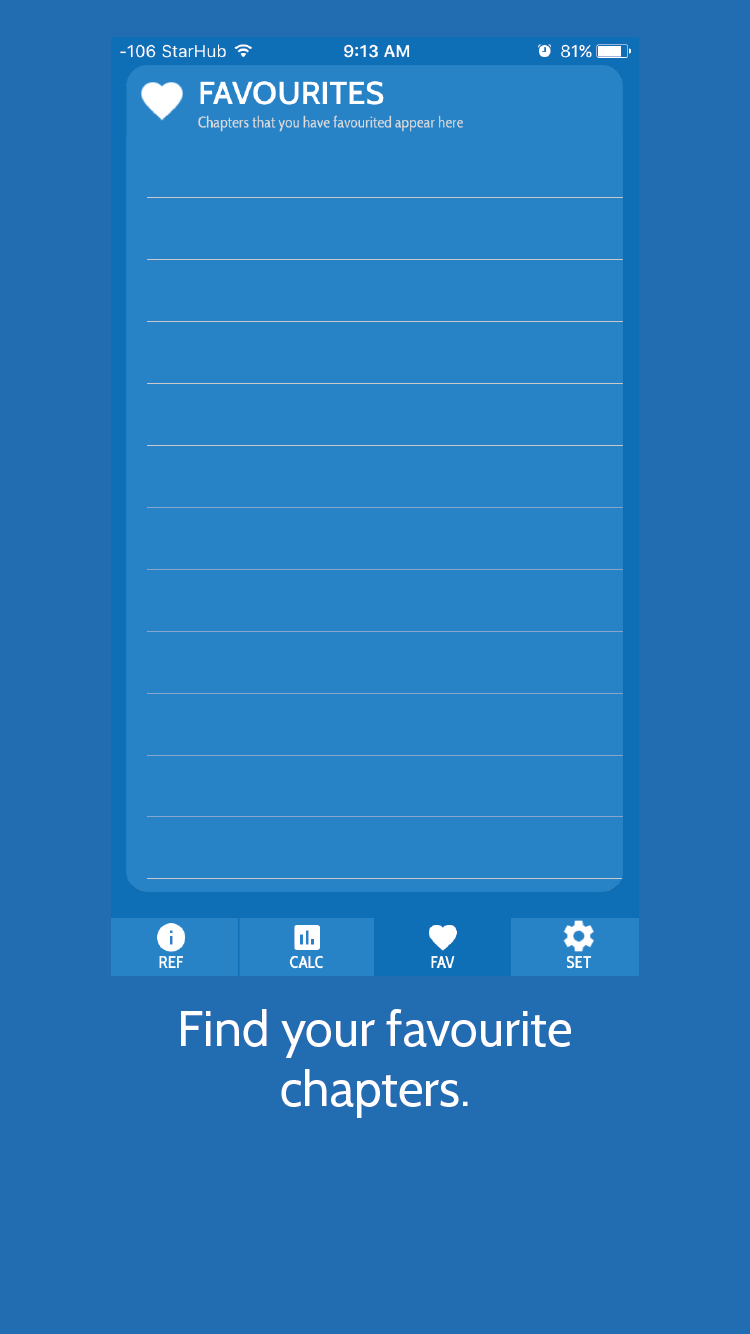 -106 StarHub 9:13 AM 81%
FAVOURITES
Chapters that you have favourited appear here
REF CALC FAV SET
Find your favourite
chapters.